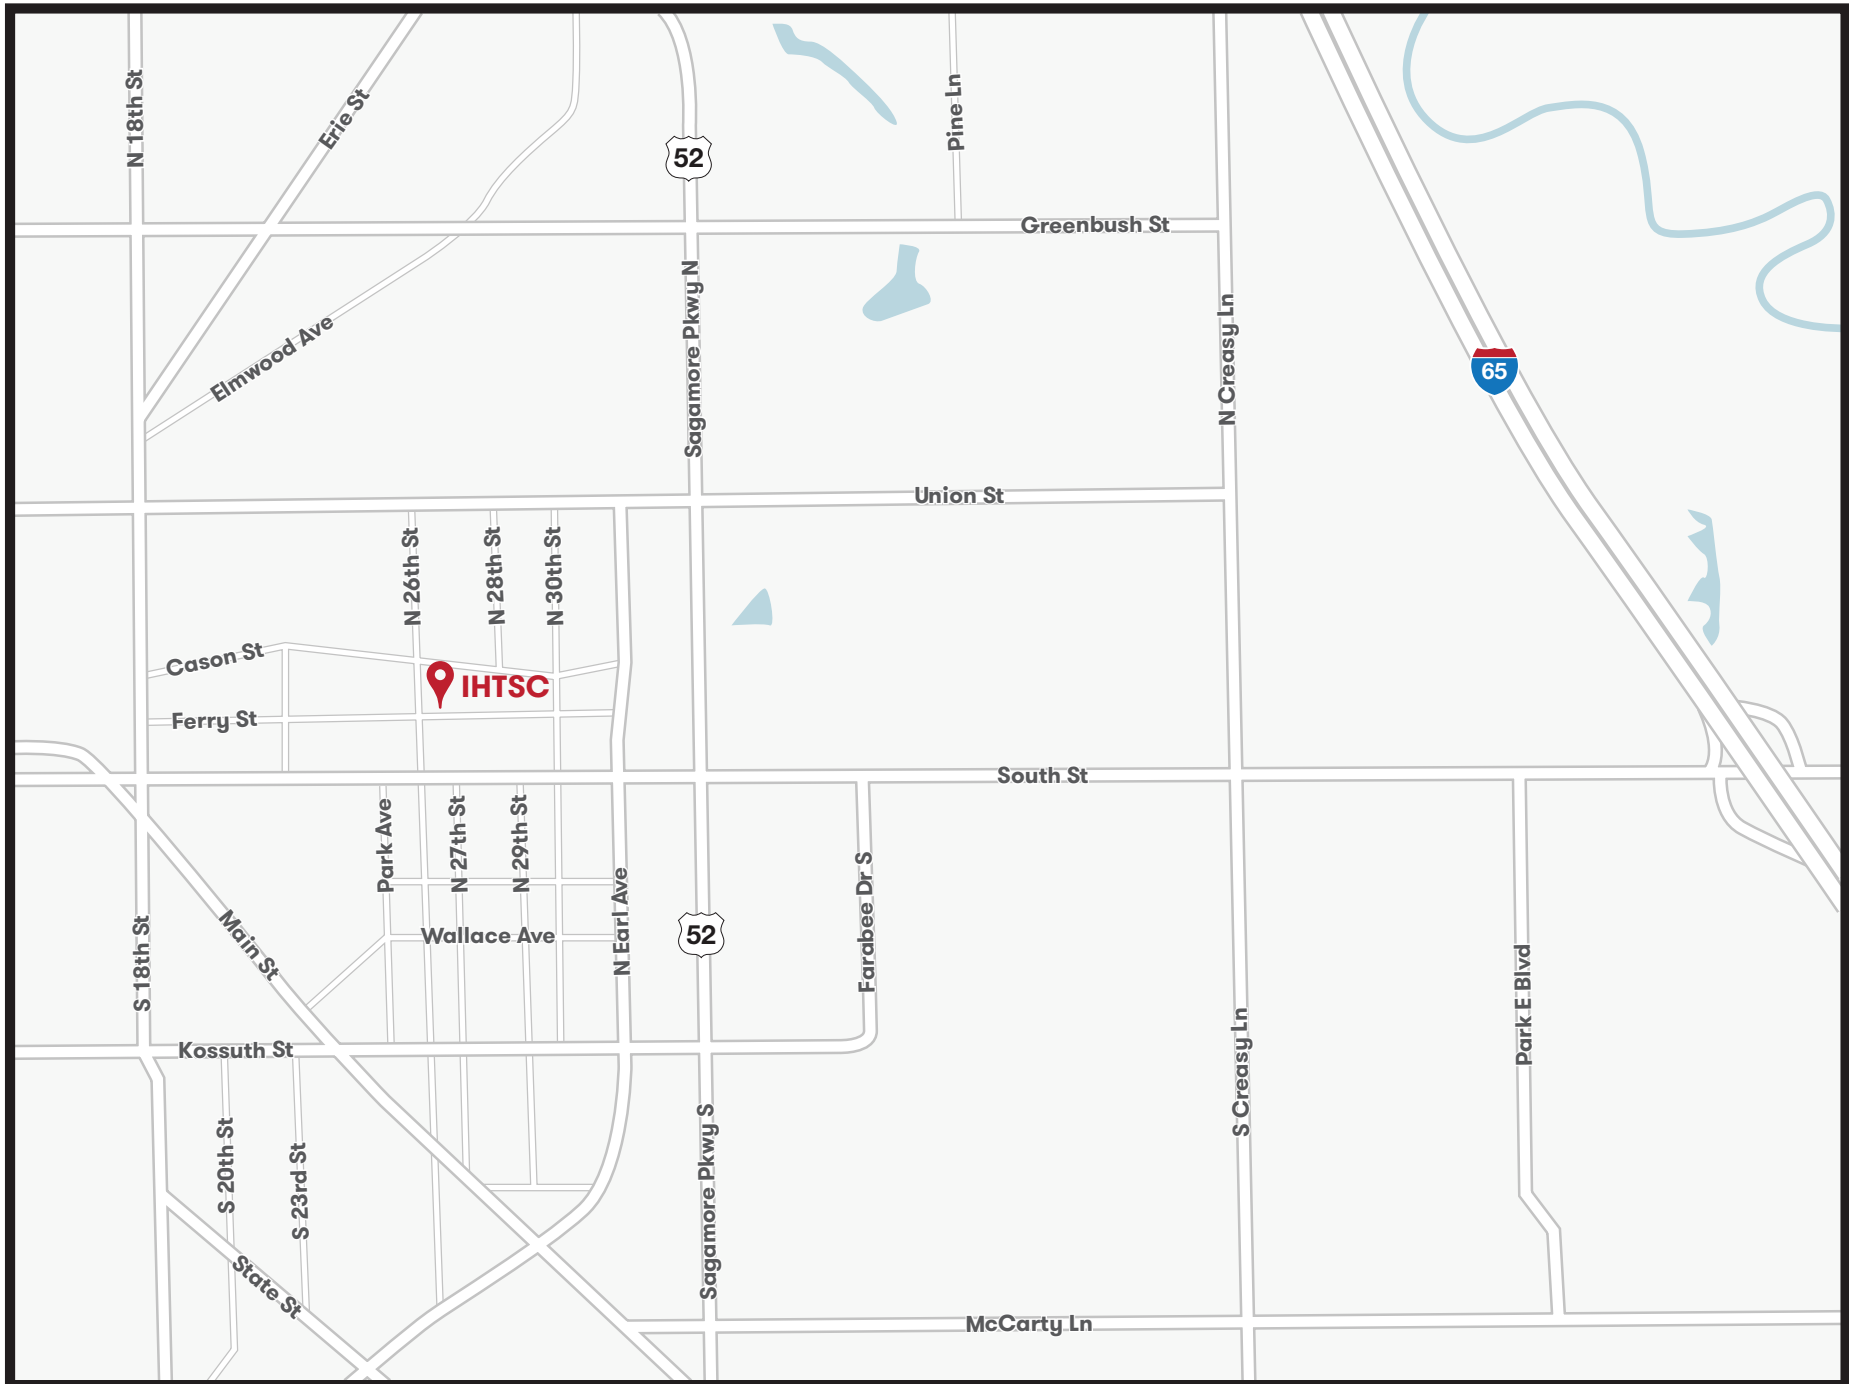 N 18th St
Erie St
52
Pine Ln
Greenbush St
Elmwood Ave
Sagamore Pkwy N
N Creasy Ln
65
Union St
N 26th St
N 28th St
N 30th St
Cason St
IHTSC
Ferry St
South St
Park Ave
N 27th St
N 29th St
N Earl Ave
Farabee Dr S
S 18th St
Main St
Wallace Ave
52
Park E Blvd
Kossuth St
S Creasy Ln
S 20th St
S 23rd St
Sagamore Pkwy S
State St
McCarty Ln